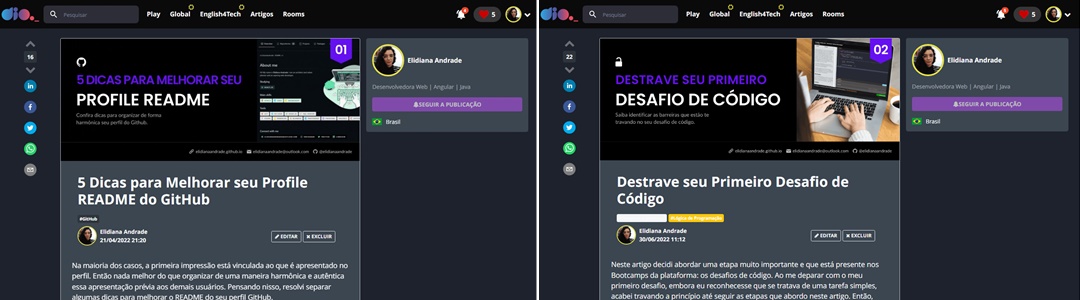 dio.
Pesquisar
Play
Global
English4Tech
Artigos
Rooms
5
16
01
5 DICAS PARA MELHORAR SEU
PROFILE README
Confira dicas para organizar de forma
harmônica seu perfil do Github.
elidianaandrade.github.io
elidianaandrade@outlook.com
@elidianaandrade
Elidiana Andrade
Desenvolvedora Web | Angular | Java
SEGUIR A PUBLICAÇÃO
Brasil
5 Dicas para Melhorar seu Profile
README do GitHub
#GitHub
Elidiana Andrade
21/04/2022 21:20
EDITAR
EXCLUIR
Na maioria dos casos, a primeira impressão está vinculada ao que é apresentado no
perfil. Então nada melhor do que organizar de uma maneira harmônica e autêntica
essa apresentação prévia aos demais usuários. Pensando nisso, resolvi separar
algumas dicas para melhorar o README do seu perfil GitHub.
dio.
Pesquisar
Play
Global
English4Tech
Artigos
Rooms
5
22
02
DESTRAVE SEU PRIMEIRO
DESAFIO DE CÓDIGO
Saiba identificar as barreiras que estão te
travando no seu desafio de código.
elidianaandrade.github.io
elidianaandrade@outlook.com
@elidianaandrade
Elidiana Andrade
Desenvolvedora Web | Angular | Java
SEGUIR A PUBLICAÇÃO
Brasil
Destrave seu Primeiro Desafio de
Código
#Lógica de Programação
Elidiana Andrade
30/06/2022 11:12
EDITAR
EXCLUIR
Neste artigo decidi abordar uma etapa muito importante e que está presente nos
Bootcamps da plataforma: os desafios de código. Ao me deparar com o meu
primeiro desafio, embora eu reconhecesse que se tratava de uma tarefa simples,
acabei travando a princípio até seguir as etapas que abordo neste artigo. Então,